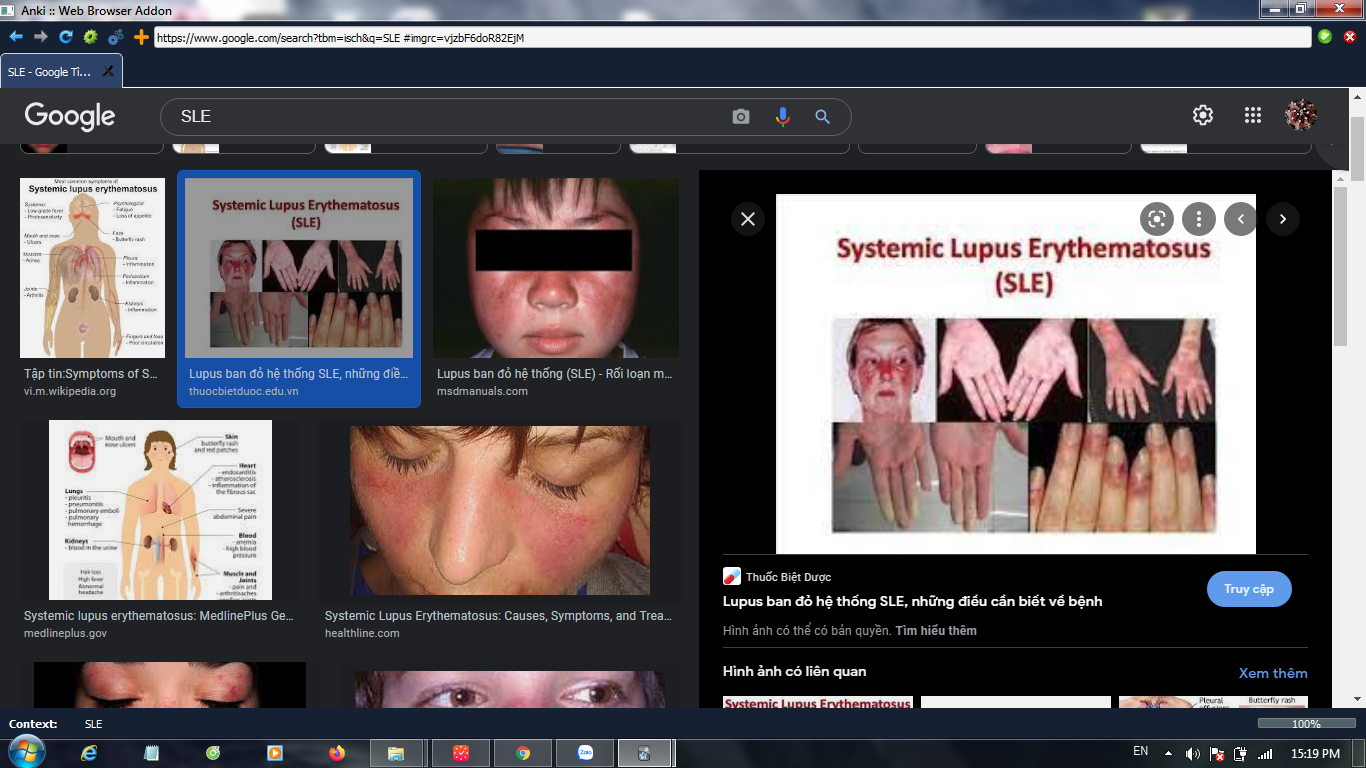 Anki :: Web Browser Addon
https://www.google.com/search?tbm=isch&q=SLE #imgrc=vjzbF6doR82EjM
SLE - Google Tì...
Google
SLE
Most common symptoms of
Systemic lupus erythematosus
Systemic
- Low-grade fever
- Photosensitivity
Psychological
- Fatigue
- Loss of appetite
Mouth and nose
- Ulcers
Face
- Butterfly rash
Muscles
- Aches
Pleura
- Inflammation
Pericardium
- Inflammation
Joints
- Arthritis
Kidneys
- Inflammation
Fingers and toes
- Poor circulation
Tập tin:Symptoms of S...
vi.m.wikipedia.org
Systemic Lupus Erythematosus
(SLE)
Lupus ban đỏ hệ thống SLE, những điề...
thuocbietduoc.edu.vn
Lupus ban đỏ hệ thống (SLE) - Rối loạn m...
msdmanuals.com
Mouth and
nose ulcers
Skin
butterfly rash
and red patches
Heart
- endocarditis
- atherosclerosis
- inflammation of
the fibrous sac
Lungs
- pleuritis
- pneumonitis
- pulmonary emboli
- pulmonary
hemorrhage
Severe
abdominal pain
Kidneys
- blood in the urine
Blood
- anemia
- high blood
pressure
Hair loss
High fever
Abnormal
headache
Muscle and
Joints
- pain and
Systemic lupus erythematosus: MedlinePlus Ge...
medlineplus.gov
Systemic Lupus Erythematosus: Causes, Symptoms, and Trea...
healthline.com
Systemic Lupus Erythematosus
(SLE)
Thuốc Biệt Dược
Lupus ban đỏ hệ thống SLE, những điều cần biết về bệnh
Truy cập
Hình ảnh có thể có bản quyền. Tìm hiểu thêm
Hình ảnh có liên quan
Xem thêm
Systemic Lupus Erythematosus
Pleural
Butterfly rash
Context: SLE
100%
Zalo
EN
15:19 PM